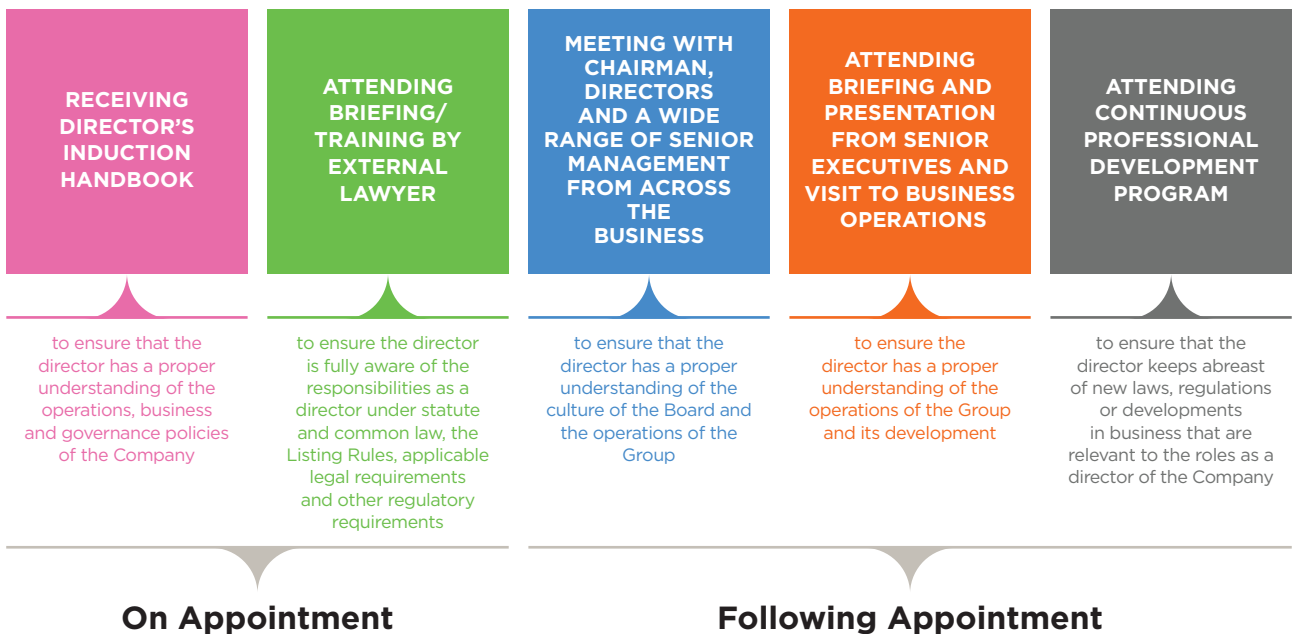 RECEIVING
DIRECTOR’S
INDUCTION
HANDBOOK
to ensure that the
director has a proper
understanding of the
operations, business
and governance policies
of the Company
ATTENDING
BRIEFING/
TRAINING BY
EXTERNAL
LAWYER
to ensure the director
is fully aware of the
responsibilities as a
director under statute
and common law, the
Listing Rules, applicable
legal requirements
and other regulatory
requirements
MEETING WITH
CHAIRMAN,
DIRECTORS
AND A WIDE
RANGE OF SENIOR
MANAGEMENT
FROM ACROSS
THE
BUSINESS
to ensure that the
director has a proper
understanding of the
culture of the Board and
the operations of the
Group
ATTENDING
BRIEFING AND
PRESENTATION
FROM SENIOR
EXECUTIVES AND
VISIT TO BUSINESS
OPERATIONS
to ensure the
director has a proper
understanding of the
operations of the Group
and its development
ATTENDING
CONTINUOUS
PROFESSIONAL
DEVELOPMENT
PROGRAM
to ensure that the
director keeps abreast
of new laws, regulations
or developments
in business that are
relevant to the roles as a
director of the Company
On Appointment
Following Appointment